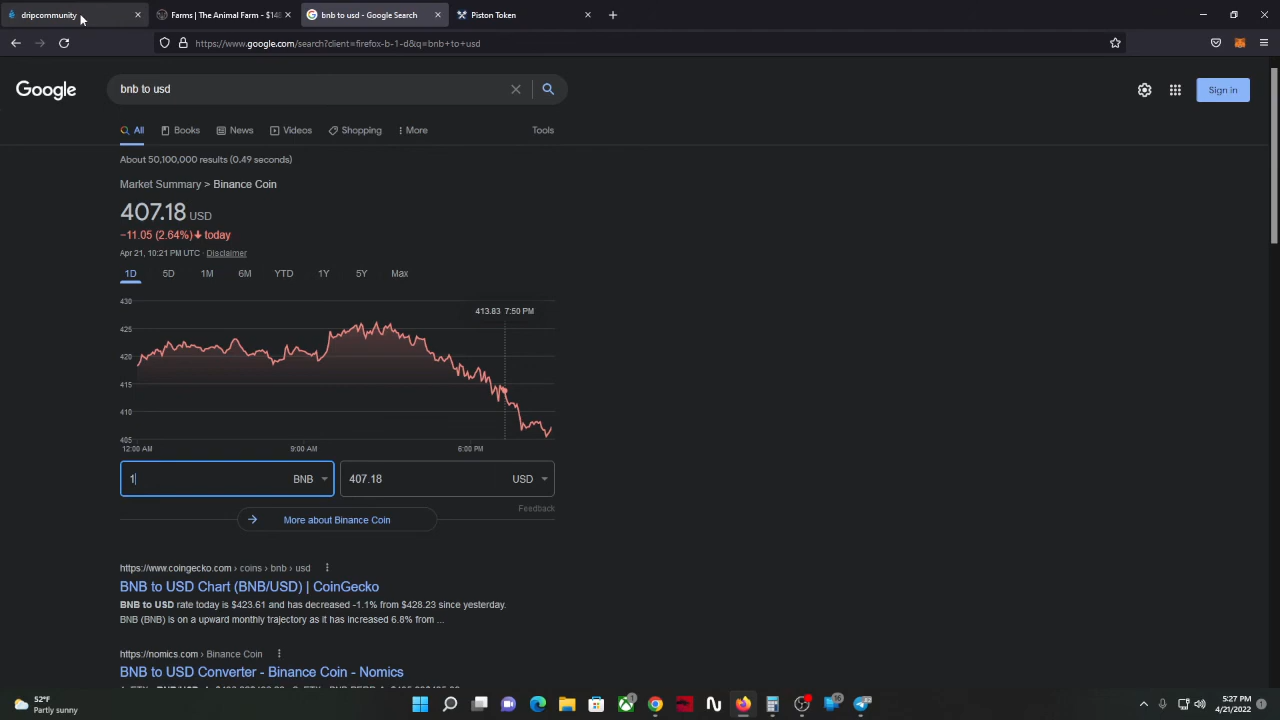 dripcommunity
Farms | The Animal Farm - $148
bnb to usd - Google Search
Piston Token
https://www.google.com/search?client=firefox-b-1-d&q=bnb+to+usd
Google
bnb to usd
Sign in
All
Books
News
Videos
Shopping
More
Tools
About 50,100,000 results (0.49 seconds)
Market Summary > Binance Coin
407.18 USD
−11.05 (2.64%) today
Apr 21, 10:21 PM UTC · Disclaimer
1D 5D 1M 6M YTD 1Y 5Y Max
413.83 7:50 PM
430
425
420
415
410
405
12:00 AM 9:00 AM 6:00 PM
1 BNB
407.18 USD
Feedback
More about Binance Coin
https://www.coingecko.com › coins › bnb › usd
BNB to USD Chart (BNB/USD) | CoinGecko
BNB to USD rate today is $423.61 and has decreased -1.1% from $428.23 since yesterday.
BNB (BNB) is on a upward monthly trajectory as it has increased 6.8% from ...
https://nomics.com › Binance Coin
BNB to USD Converter - Binance Coin - Nomics
52°F
Partly sunny
1
16
5:27 PM
4/21/2022